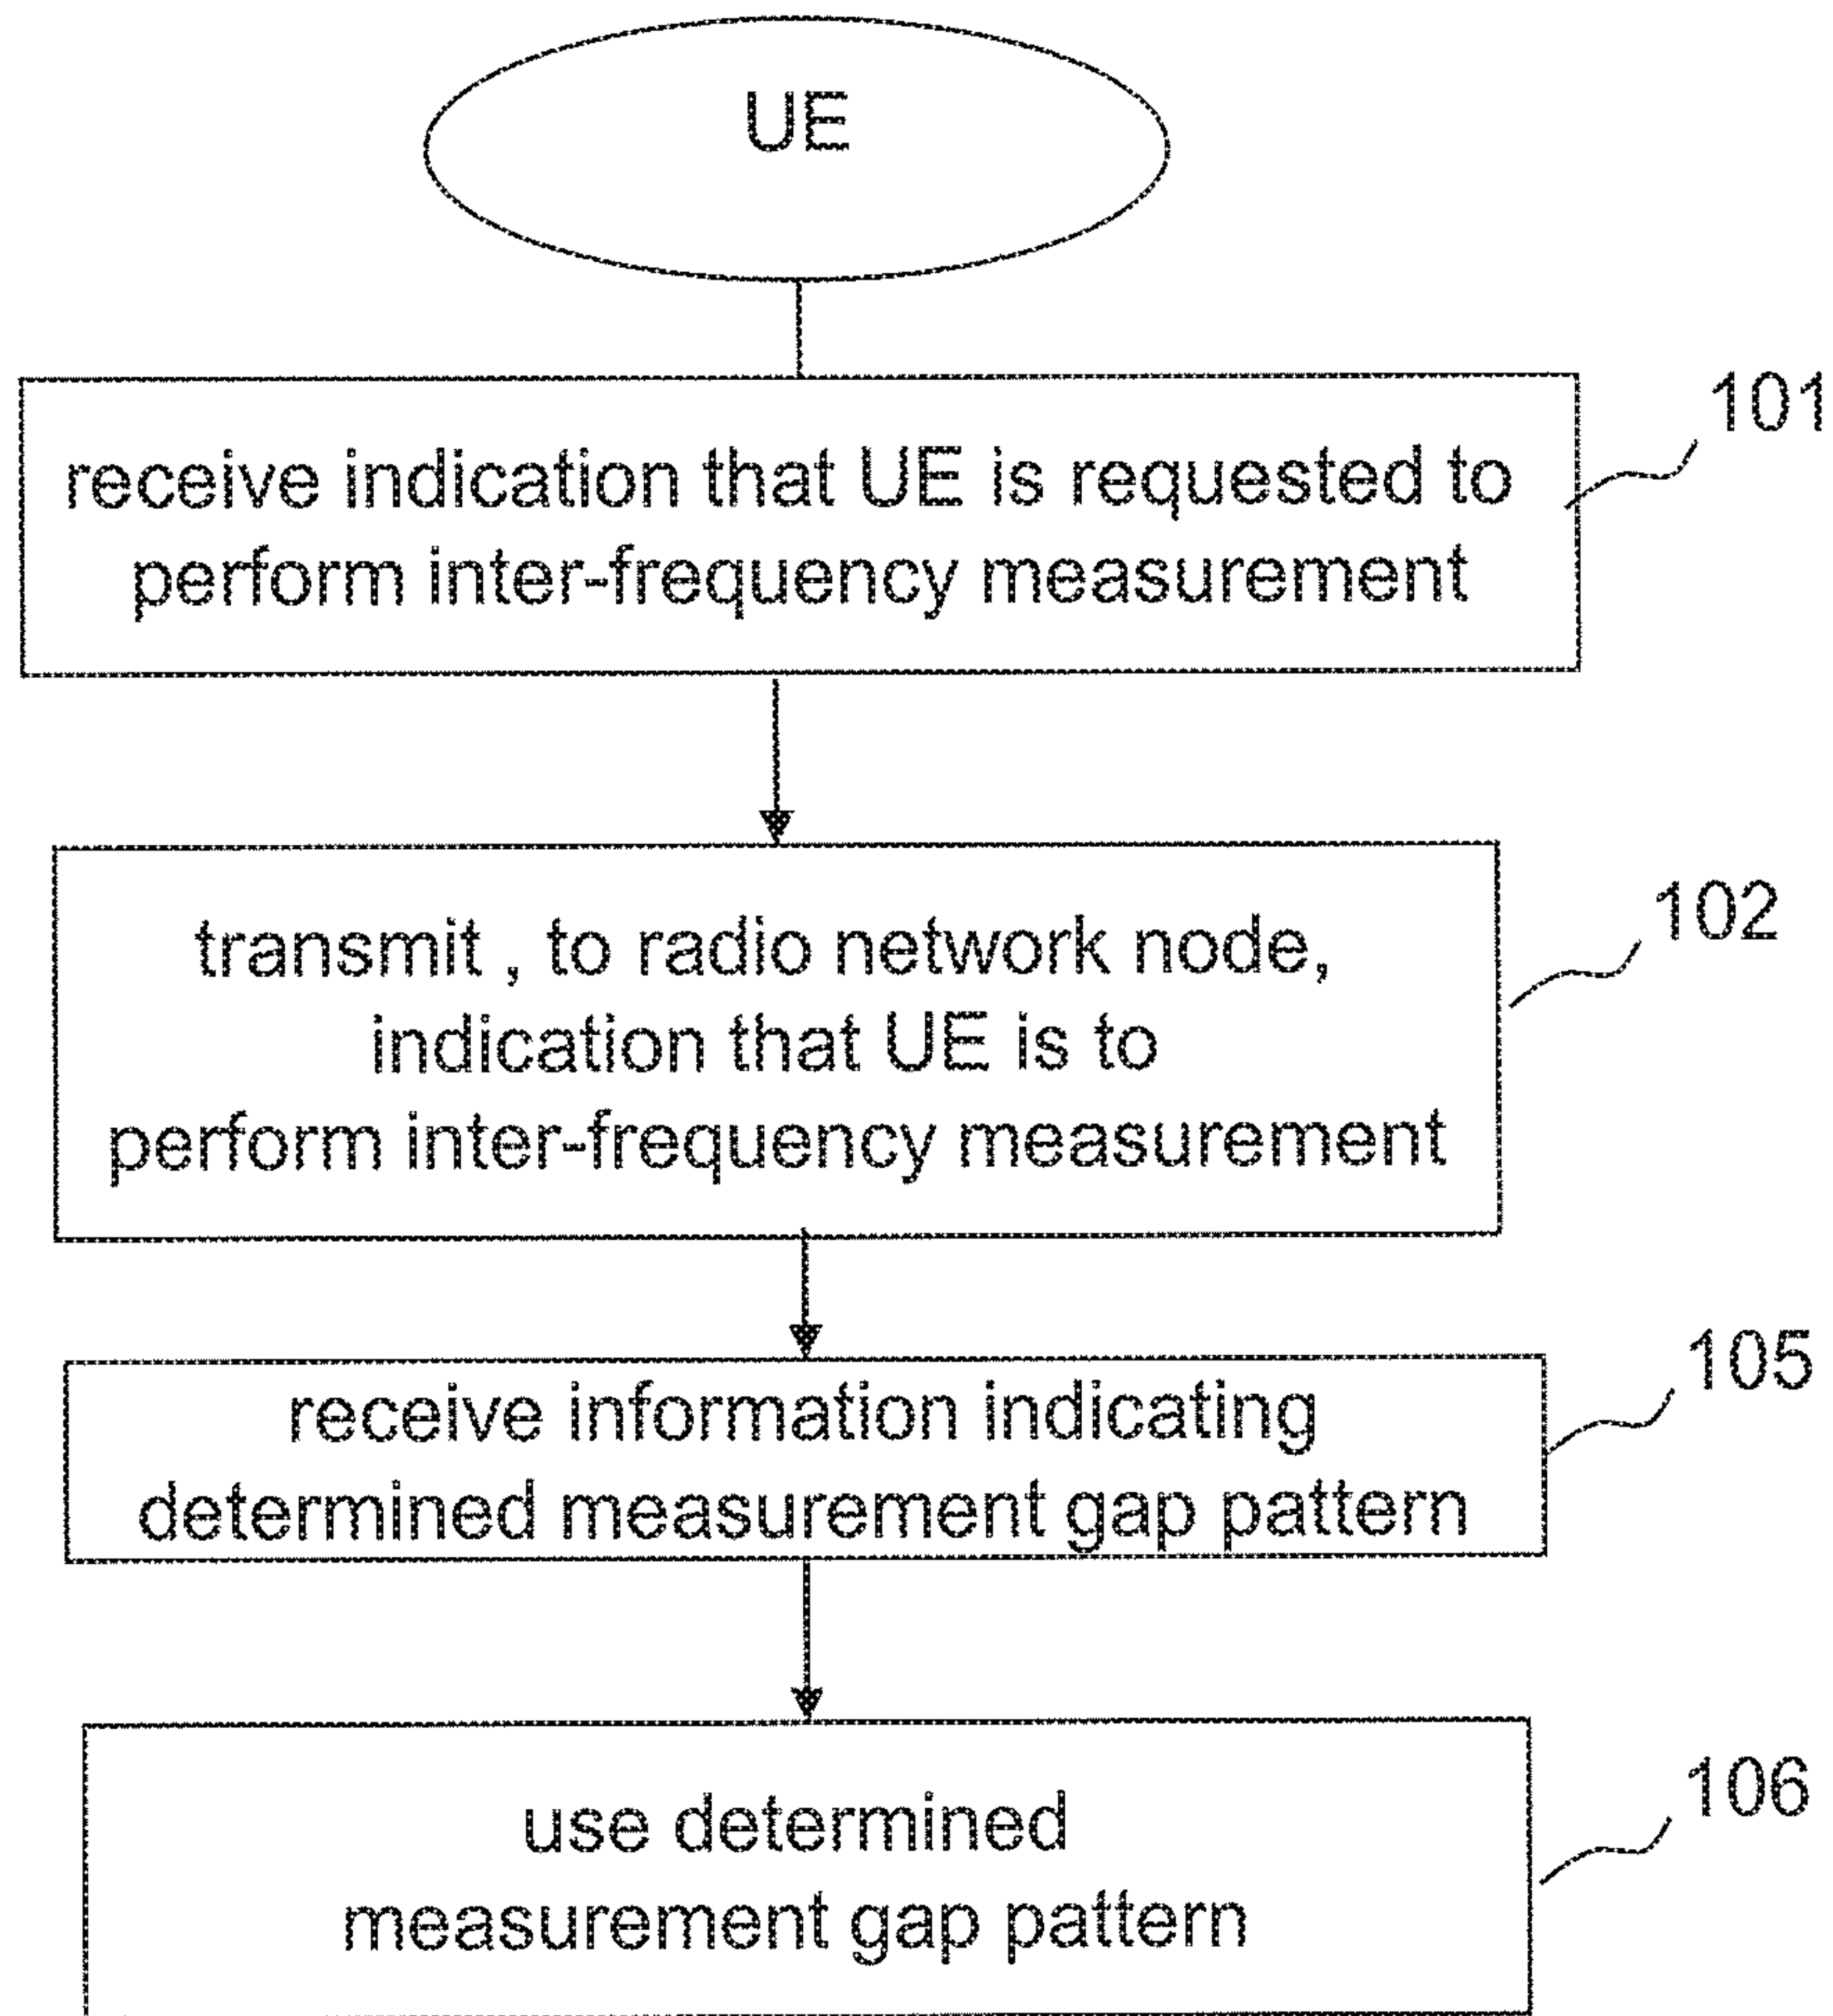 UE
receive indication that UE is requested to
perform inter-frequency measurement
101
transmit , to radio network node,
indication that UE is to
perform inter-frequency measurement
102
receive information indicating
determined measurement gap pattern
105
use determined
measurement gap pattern
106